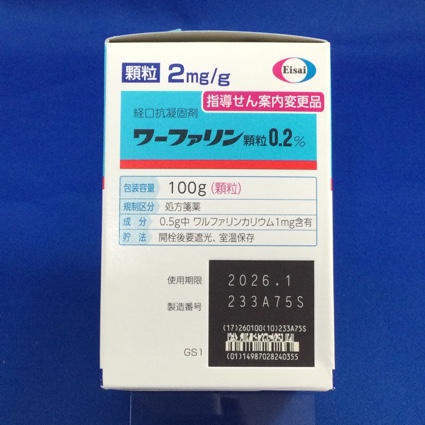 顆粒 2mg/g
Eisai
指導せん案内変更品
経口抗凝固剤
ワーファリン顆粒0.2%
包装容量 100g(顆粒)
規制区分 処方箋薬
成分 0.5g中 ワルファリンカリウム1mg含有
貯法 開栓後要遮光、室温保存
使用期限 2026.1
製造番号 233A75S
(17)260100(10)233A75S
GS1
(01)14987028240355